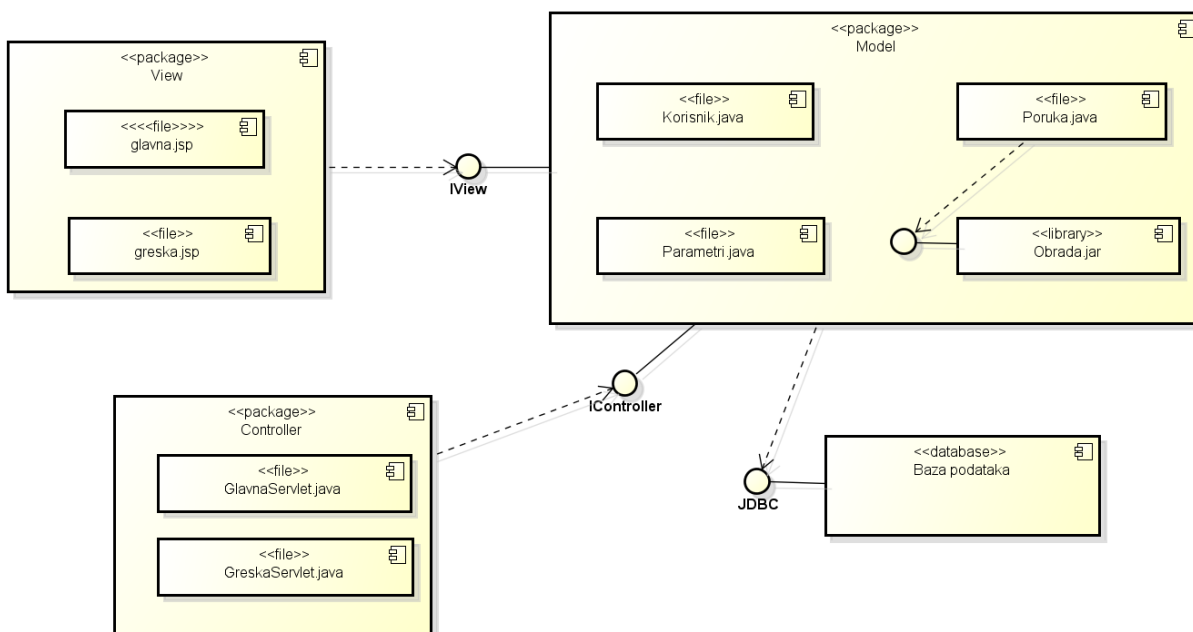 <<package>>
View
<<<<file>>>>
glavna.jsp
<<file>>
greska.jsp
IView
<<package>>
Model
<<file>>
Korisnik.java
<<file>>
Poruka.java
<<file>>
Parametri.java
<<library>>
Obrada.jar
IController
<<package>>
Controller
<<file>>
GlavnaServlet.java
<<file>>
GreskaServlet.java
JDBC
<<database>>
Baza podataka